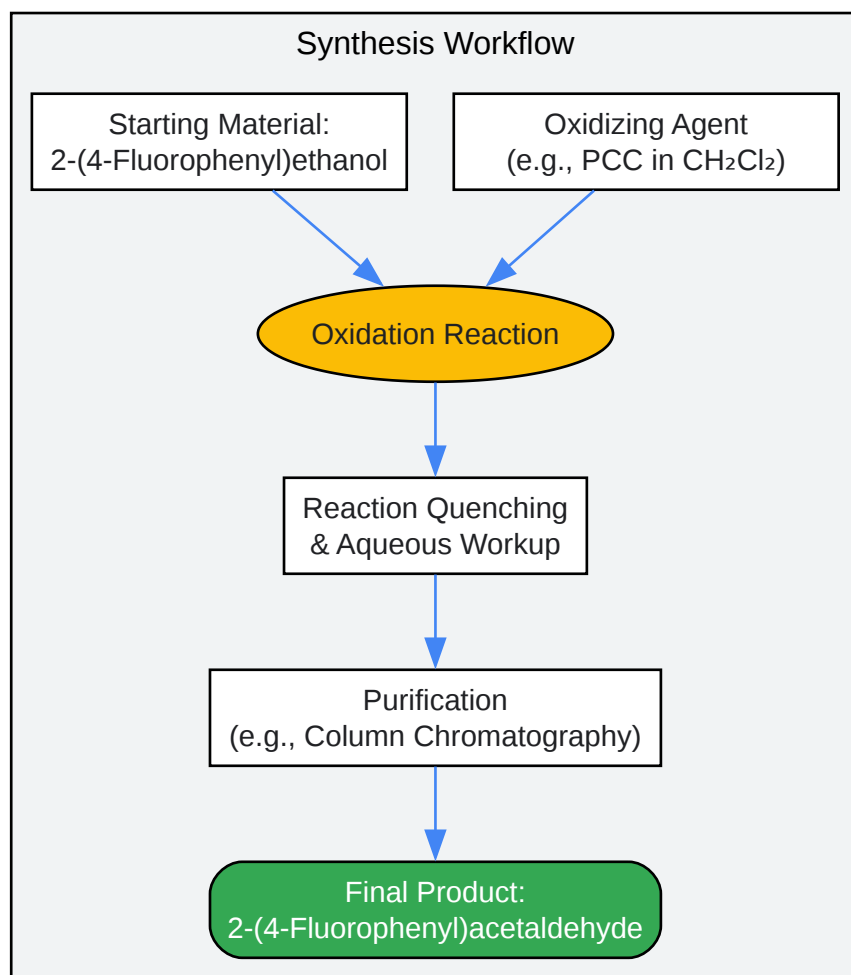 Synthesis Workflow
Starting Material:
2-(4-Fluorophenyl)ethanol
Oxidizing Agent
(e.g., PCC in CH₂Cl₂)
Oxidation Reaction
Reaction Quenching
& Aqueous Workup
Purification
(e.g., Column Chromatography)
Final Product:
2-(4-Fluorophenyl)acetaldehyde